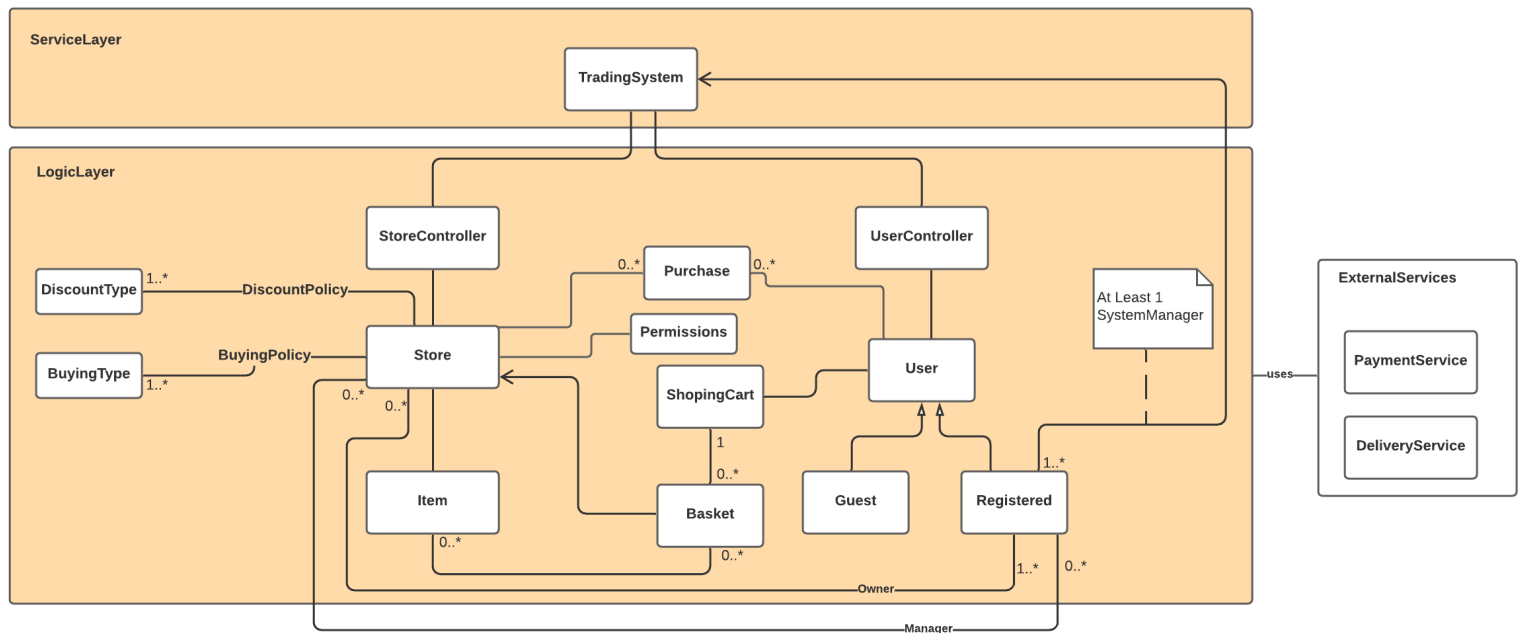 ServiceLayer
TradingSystem
LogicLayer
StoreController
UserController
ExternalServices
Purchase
0..*
0..*
DiscountType
1..*
DiscountPolicy
At Least 1
SystemManager
Permissions
BuyingType
1..*
BuyingPolicy
Store
0..*
0..*
User
uses
PaymentService
DeliveryService
ShopingCart
1
0..*
1..*
Item
0..*
Basket
0..*
Guest
Registered
1..*
0..*
Owner
Manager